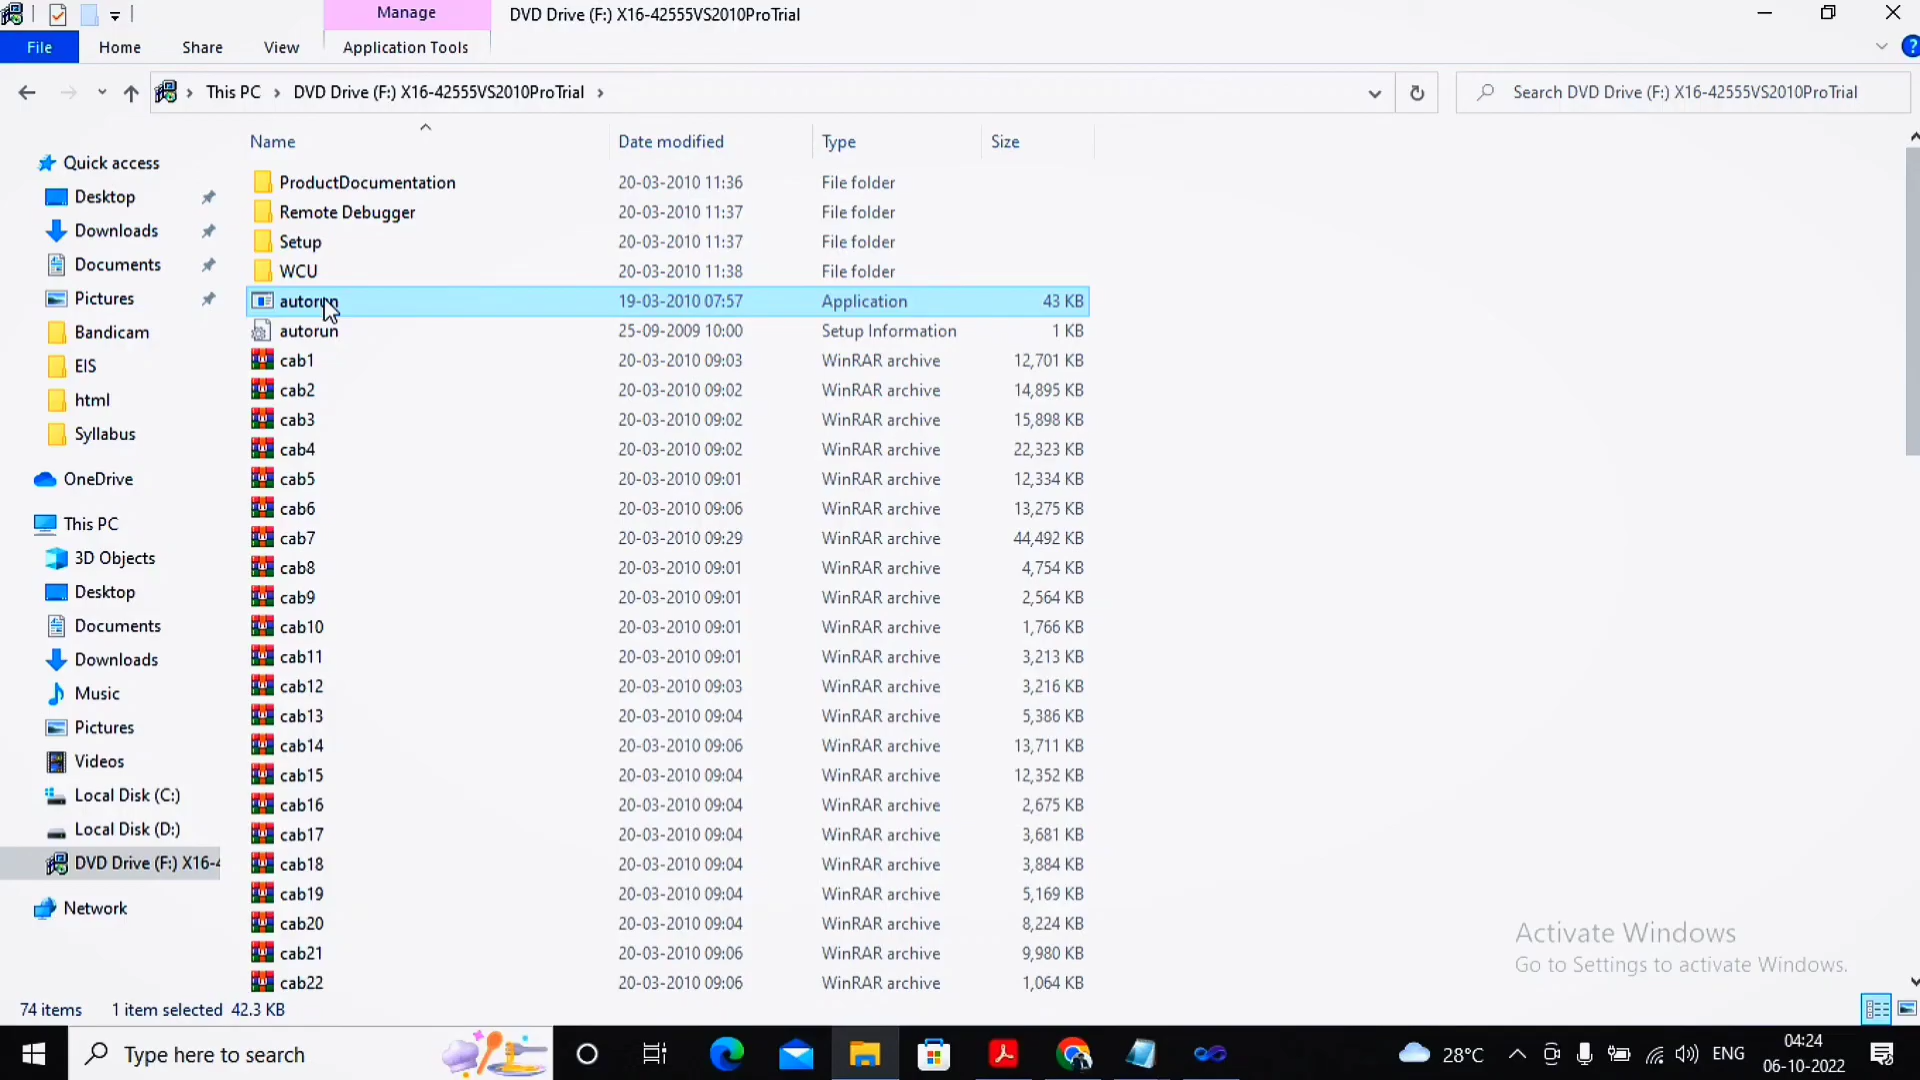 Manage
DVD Drive (F:) X16-42555VS2010ProTrial
File
Home
Share
View
Application Tools
This PC
DVD Drive (F:) X16-42555VS2010ProTrial
Search DVD Drive (F:) X16-42555VS2010ProTrial
Name
Date modified
Type
Size
Quick access
Desktop
Downloads
Documents
Pictures
Bandicam
EIS
html
Syllabus
OneDrive
This PC
3D Objects
Desktop
Documents
Downloads
Music
Pictures
Videos
Local Disk (C:)
Local Disk (D:)
DVD Drive (F:) X16-4
Network
ProductDocumentation 20-03-2010 11:36 File folder
Remote Debugger 20-03-2010 11:37 File folder
Setup 20-03-2010 11:37 File folder
WCU 20-03-2010 11:38 File folder
autorun 19-03-2010 07:57 Application 43 KB
autorun 25-09-2009 10:00 Setup Information 1 KB
cab1 20-03-2010 09:03 WinRAR archive 12,701 KB
cab2 20-03-2010 09:02 WinRAR archive 14,895 KB
cab3 20-03-2010 09:02 WinRAR archive 15,898 KB
cab4 20-03-2010 09:02 WinRAR archive 22,323 KB
cab5 20-03-2010 09:01 WinRAR archive 12,334 KB
cab6 20-03-2010 09:06 WinRAR archive 13,275 KB
cab7 20-03-2010 09:29 WinRAR archive 44,492 KB
cab8 20-03-2010 09:01 WinRAR archive 4,754 KB
cab9 20-03-2010 09:01 WinRAR archive 2,564 KB
cab10 20-03-2010 09:01 WinRAR archive 1,766 KB
cab11 20-03-2010 09:01 WinRAR archive 3,213 KB
cab12 20-03-2010 09:03 WinRAR archive 3,216 KB
cab13 20-03-2010 09:04 WinRAR archive 5,386 KB
cab14 20-03-2010 09:06 WinRAR archive 13,711 KB
cab15 20-03-2010 09:04 WinRAR archive 12,352 KB
cab16 20-03-2010 09:04 WinRAR archive 2,675 KB
cab17 20-03-2010 09:04 WinRAR archive 3,681 KB
cab18 20-03-2010 09:04 WinRAR archive 3,884 KB
cab19 20-03-2010 09:04 WinRAR archive 5,169 KB
cab20 20-03-2010 09:04 WinRAR archive 8,224 KB
cab21 20-03-2010 09:06 WinRAR archive 9,980 KB
cab22 20-03-2010 09:06 WinRAR archive 1,064 KB
Activate Windows
Go to Settings to activate Windows.
74 items 1 item selected 42.3 KB
Type here to search
28°C
ENG
04:24
06-10-2022